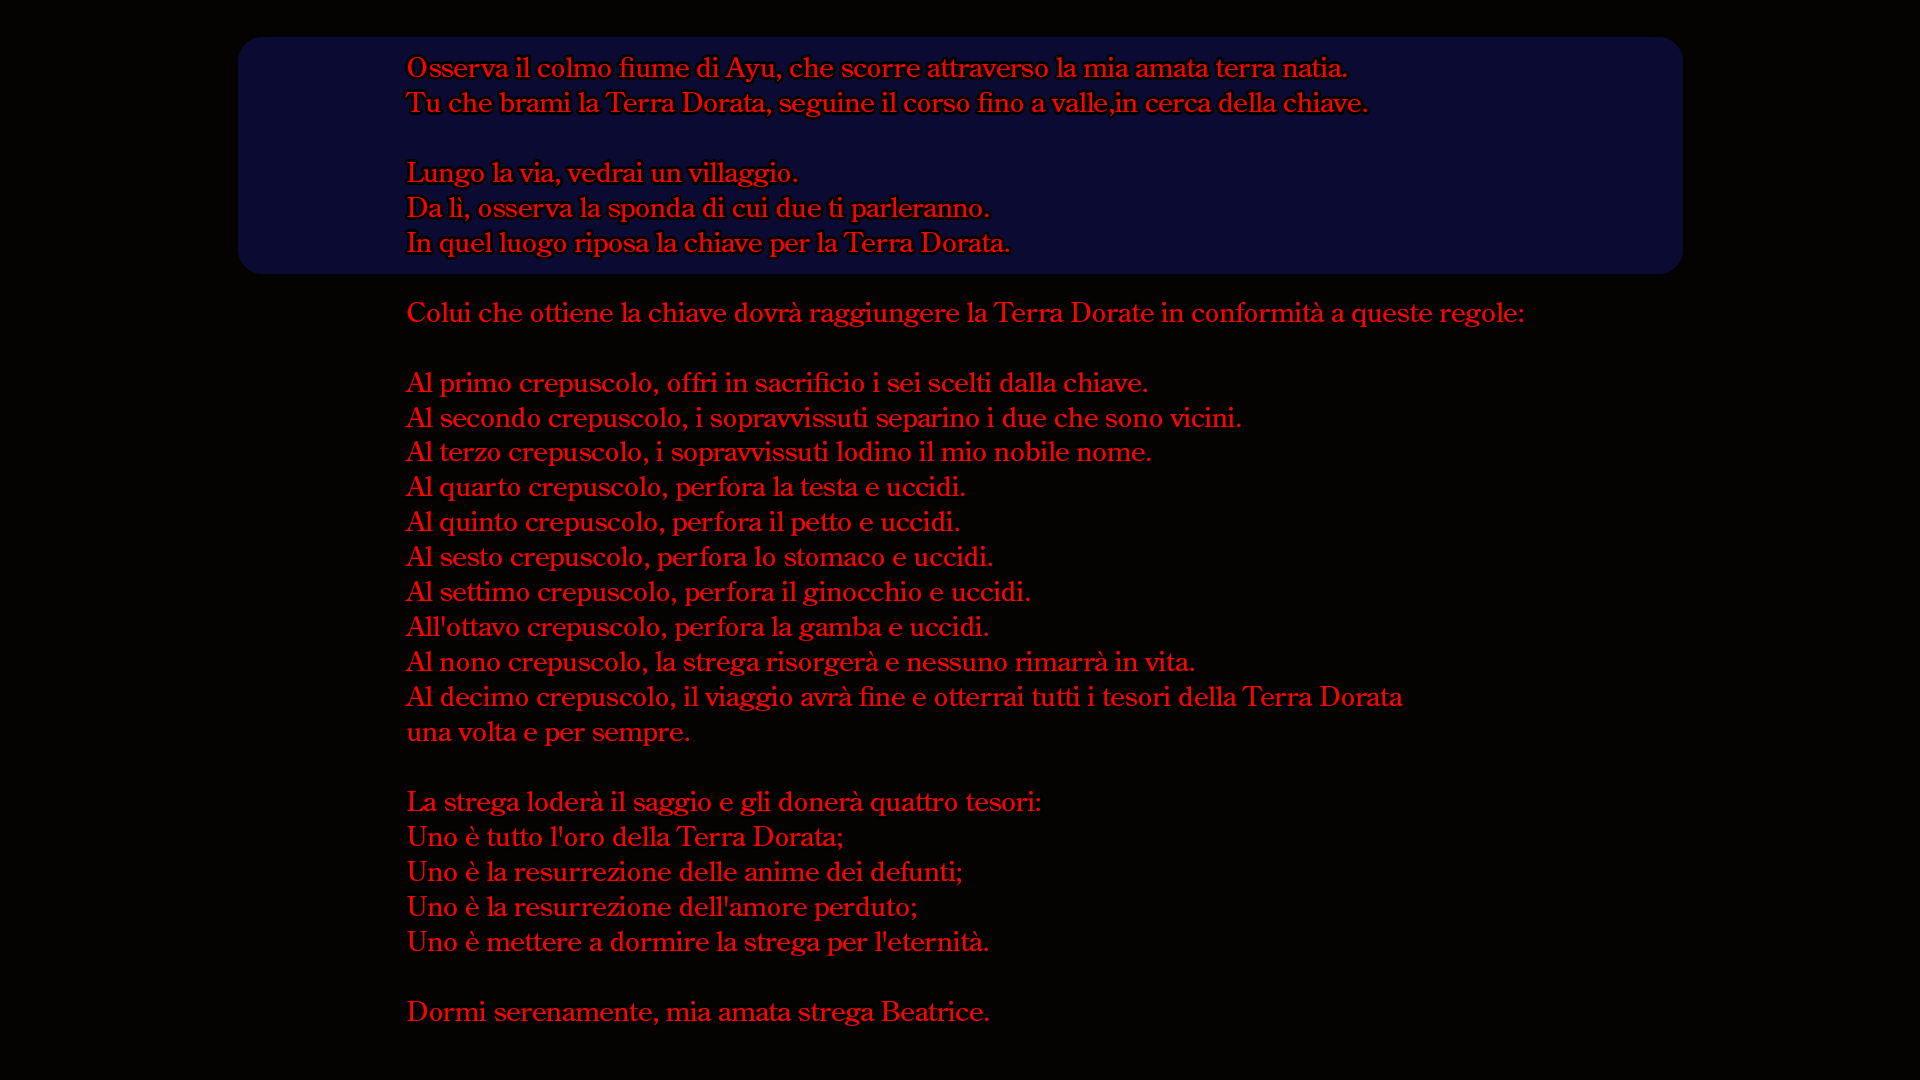 Osserva il colmo fiume di Ayu, che scorre attraverso la mia amata terra natia.
Tu che brami la Terra Dorata, seguine il corso fino a valle,in cerca della chiave.
Lungo la via, vedrai un villaggio.
Da lì, osserva la sponda di cui due ti parleranno.
In quel luogo riposa la chiave per la Terra Dorata.
Colui che ottiene la chiave dovrà raggiungere la Terra Dorate in conformità a queste regole:
Al primo crepuscolo, offri in sacrificio i sei scelti dalla chiave.
Al secondo crepuscolo, i sopravvissuti separino i due che sono vicini.
Al terzo crepuscolo, i sopravvissuti lodino il mio nobile nome.
Al quarto crepuscolo, perfora la testa e uccidi.
Al quinto crepuscolo, perfora il petto e uccidi.
Al sesto crepuscolo, perfora lo stomaco e uccidi.
Al settimo crepuscolo, perfora il ginocchio e uccidi.
All'ottavo crepuscolo, perfora la gamba e uccidi.
Al nono crepuscolo, la strega risorgerà e nessuno rimarrà in vita.
Al decimo crepuscolo, il viaggio avrà fine e otterrai tutti i tesori della Terra Dorata
una volta e per sempre.
La strega loderà il saggio e gli donerà quattro tesori:
Uno è tutto l'oro della Terra Dorata;
Uno è la resurrezione delle anime dei defunti;
Uno è la resurrezione dell'amore perduto;
Uno è mettere a dormire la strega per l'eternità.
Dormi serenamente, mia amata strega Beatrice.